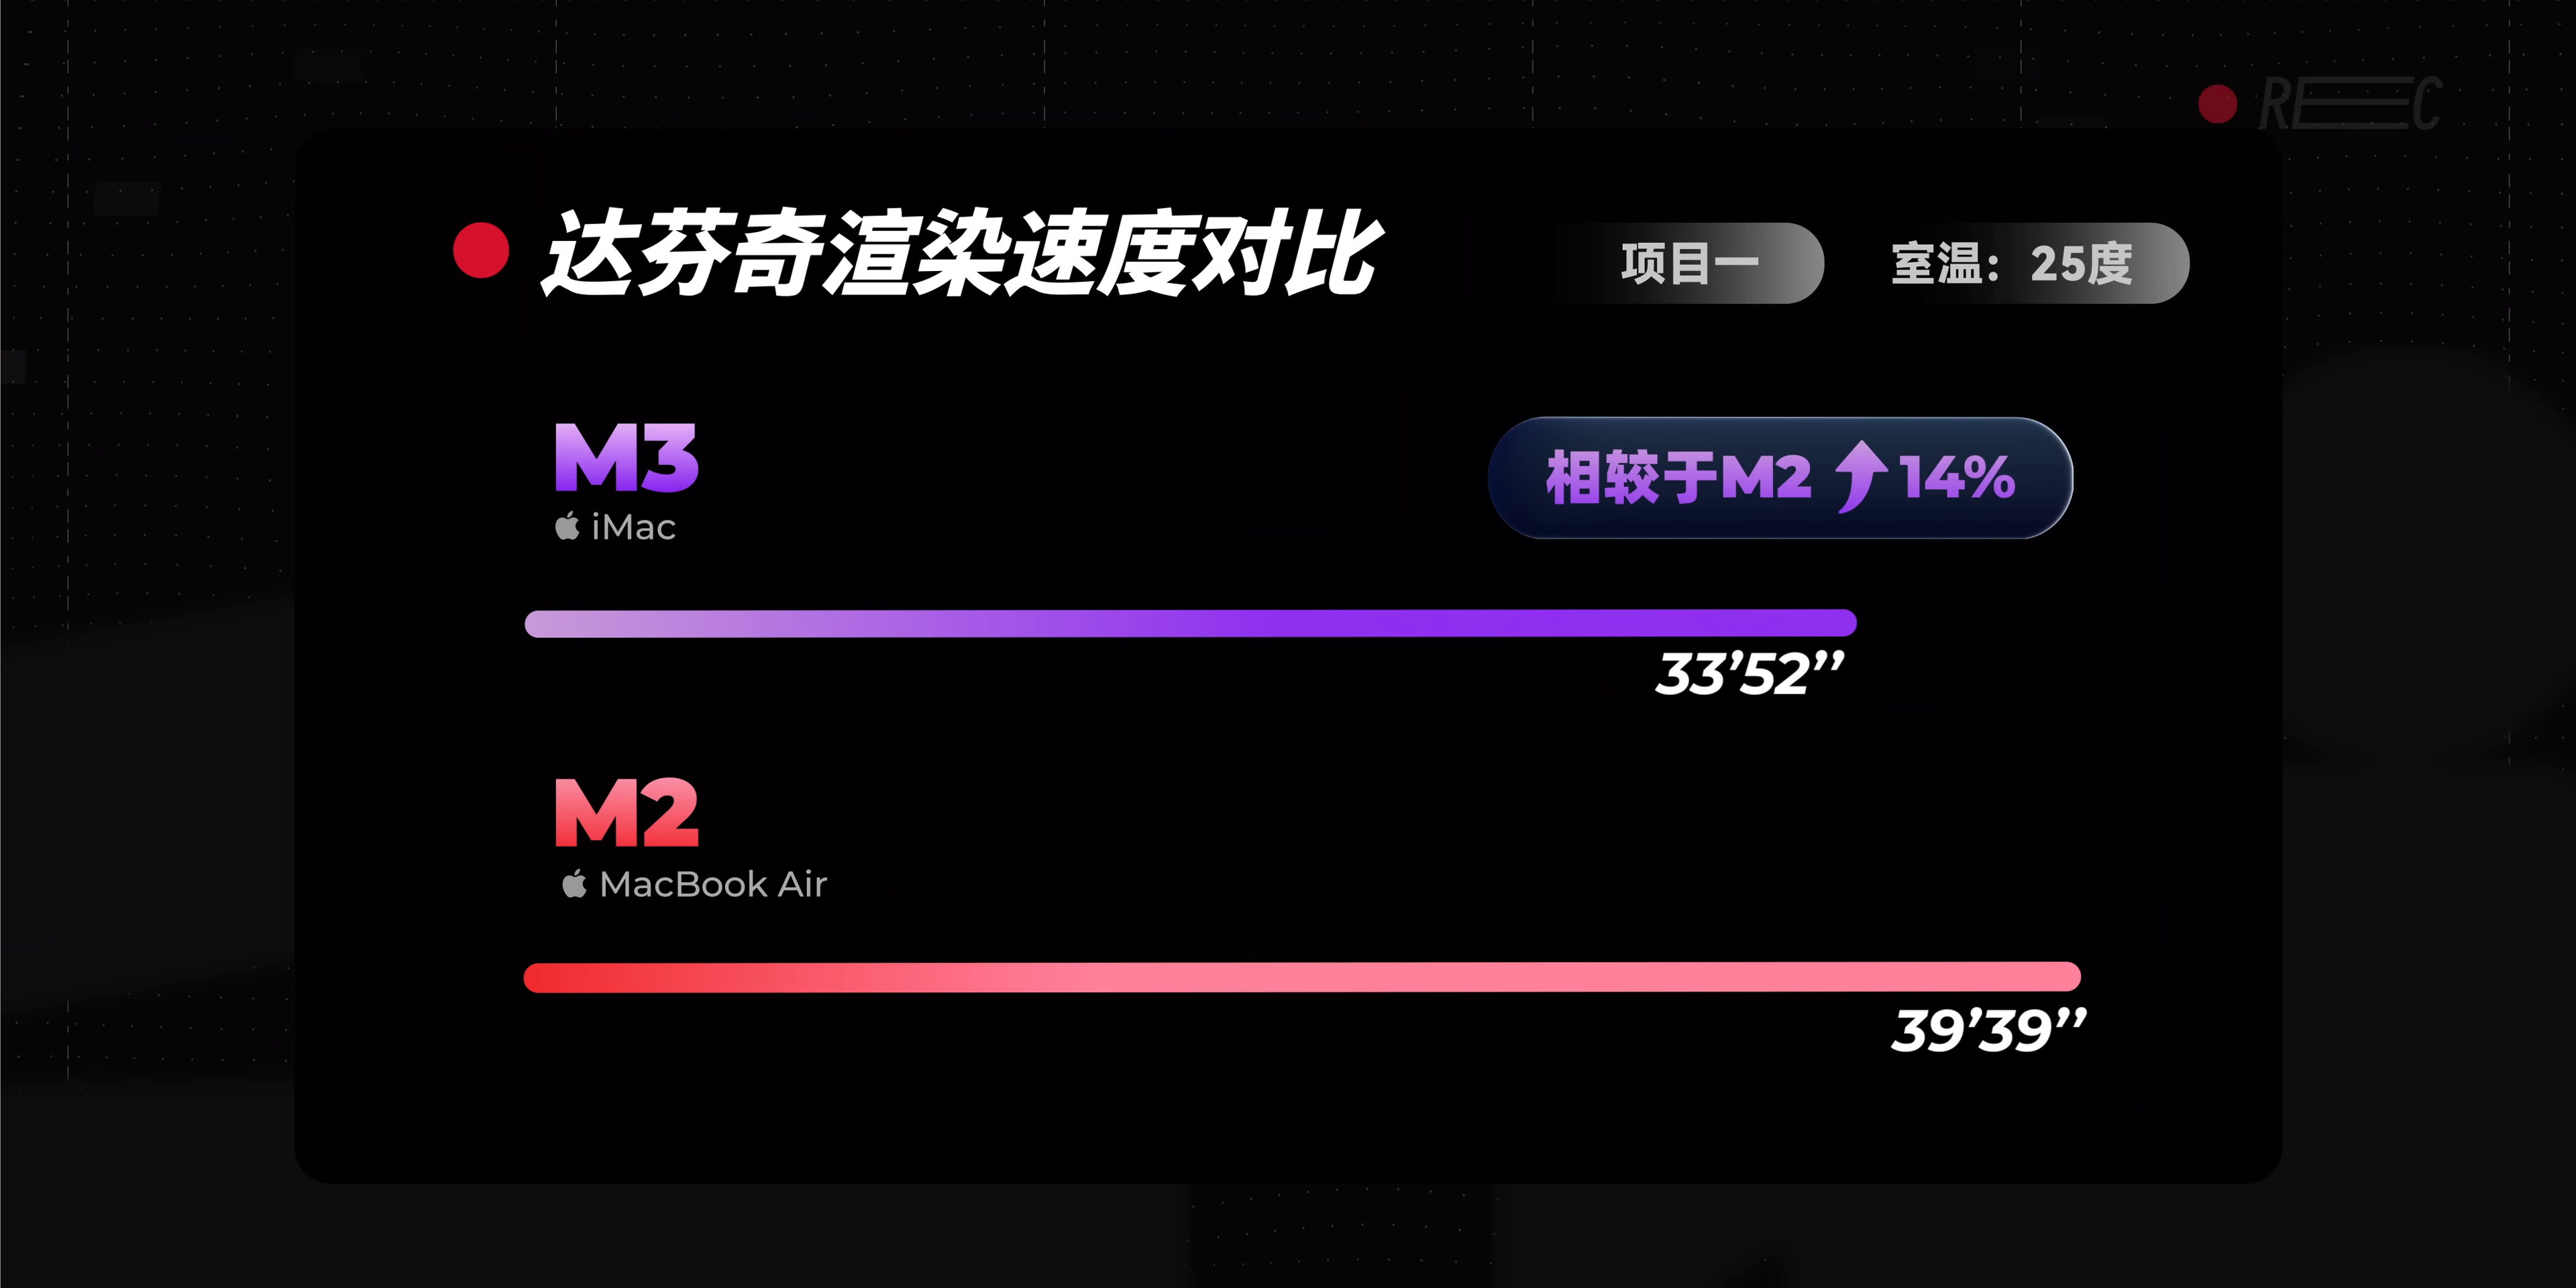 REC
达芬奇渲染速度对比
项目一
室温：25度
M3
iMac
相较于M2 14%
33’52’’
M2
MacBook Air
39’39’’